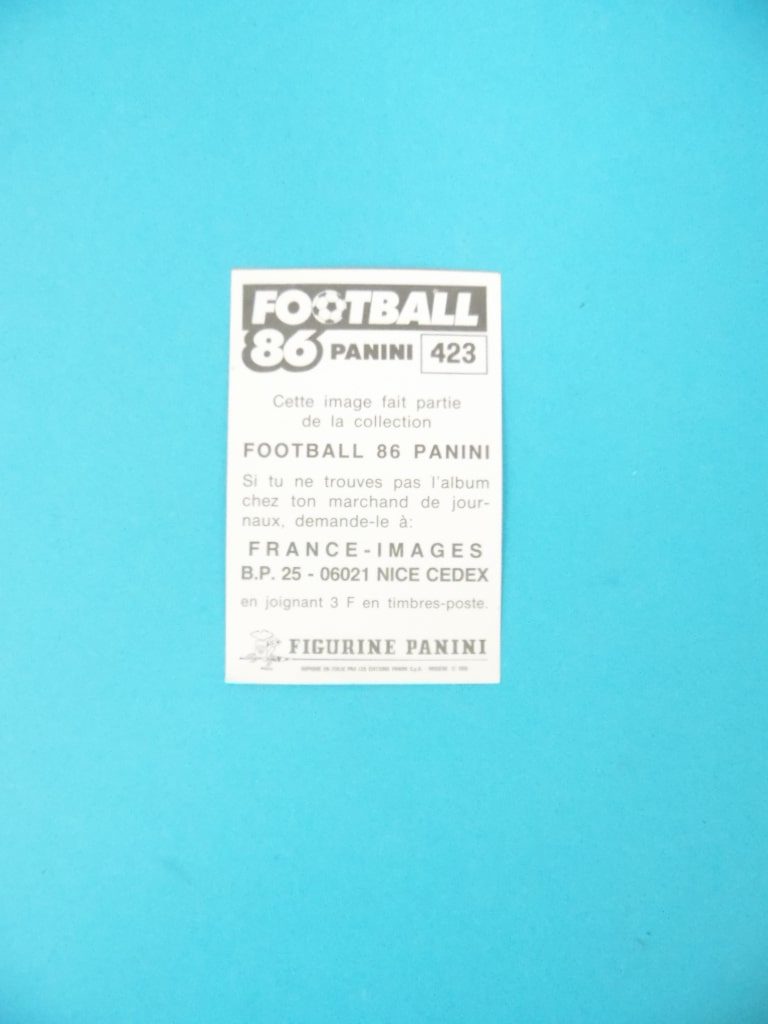 FOOTBALL
'86 PANINI 423
Cette image fait partie
de la collection
FOOTBALL 86 PANINI
Si tu ne trouves pas l'album
chez ton marchand de jour-
naux, demande-le à:
FRANCE-IMAGES
B.P. 25 - 06021 NICE CEDEX
en joignant 3 F en timbres-poste.
FIGURINE PANINI